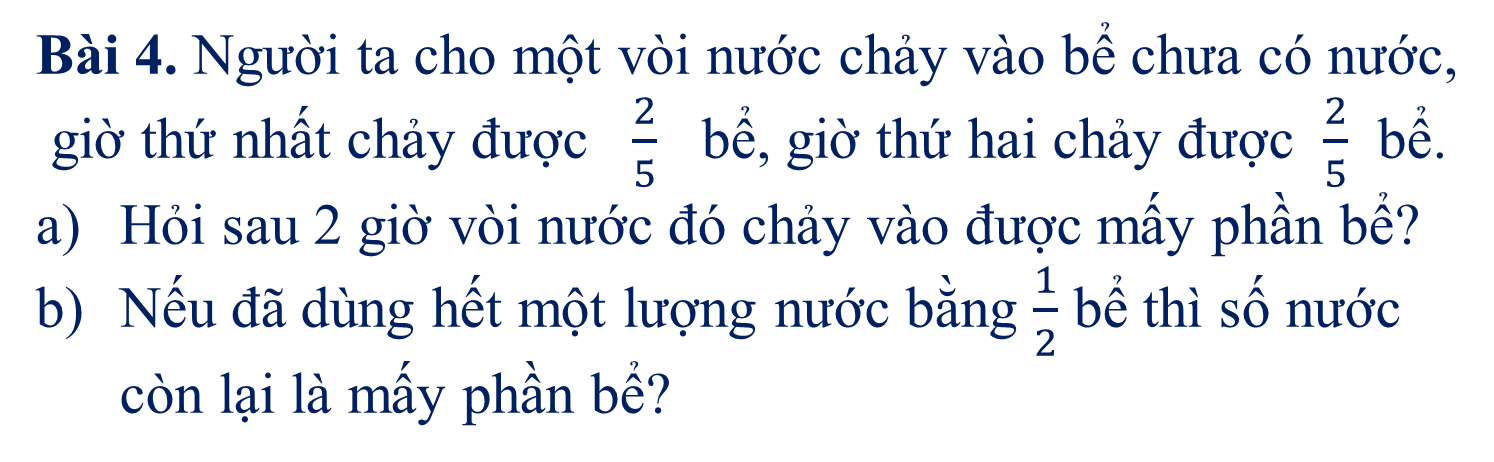 Bài 4. Người ta cho một vòi nước chảy vào bể chưa có nước,
giờ thứ nhất chảy được 2/5 bể, giờ thứ hai chảy được 2/5 bể.
a) Hỏi sau 2 giờ vòi nước đó chảy vào được mấy phần bể?
b) Nếu đã dùng hết một lượng nước bằng 1/2 bể thì số nước
còn lại là mấy phần bể?